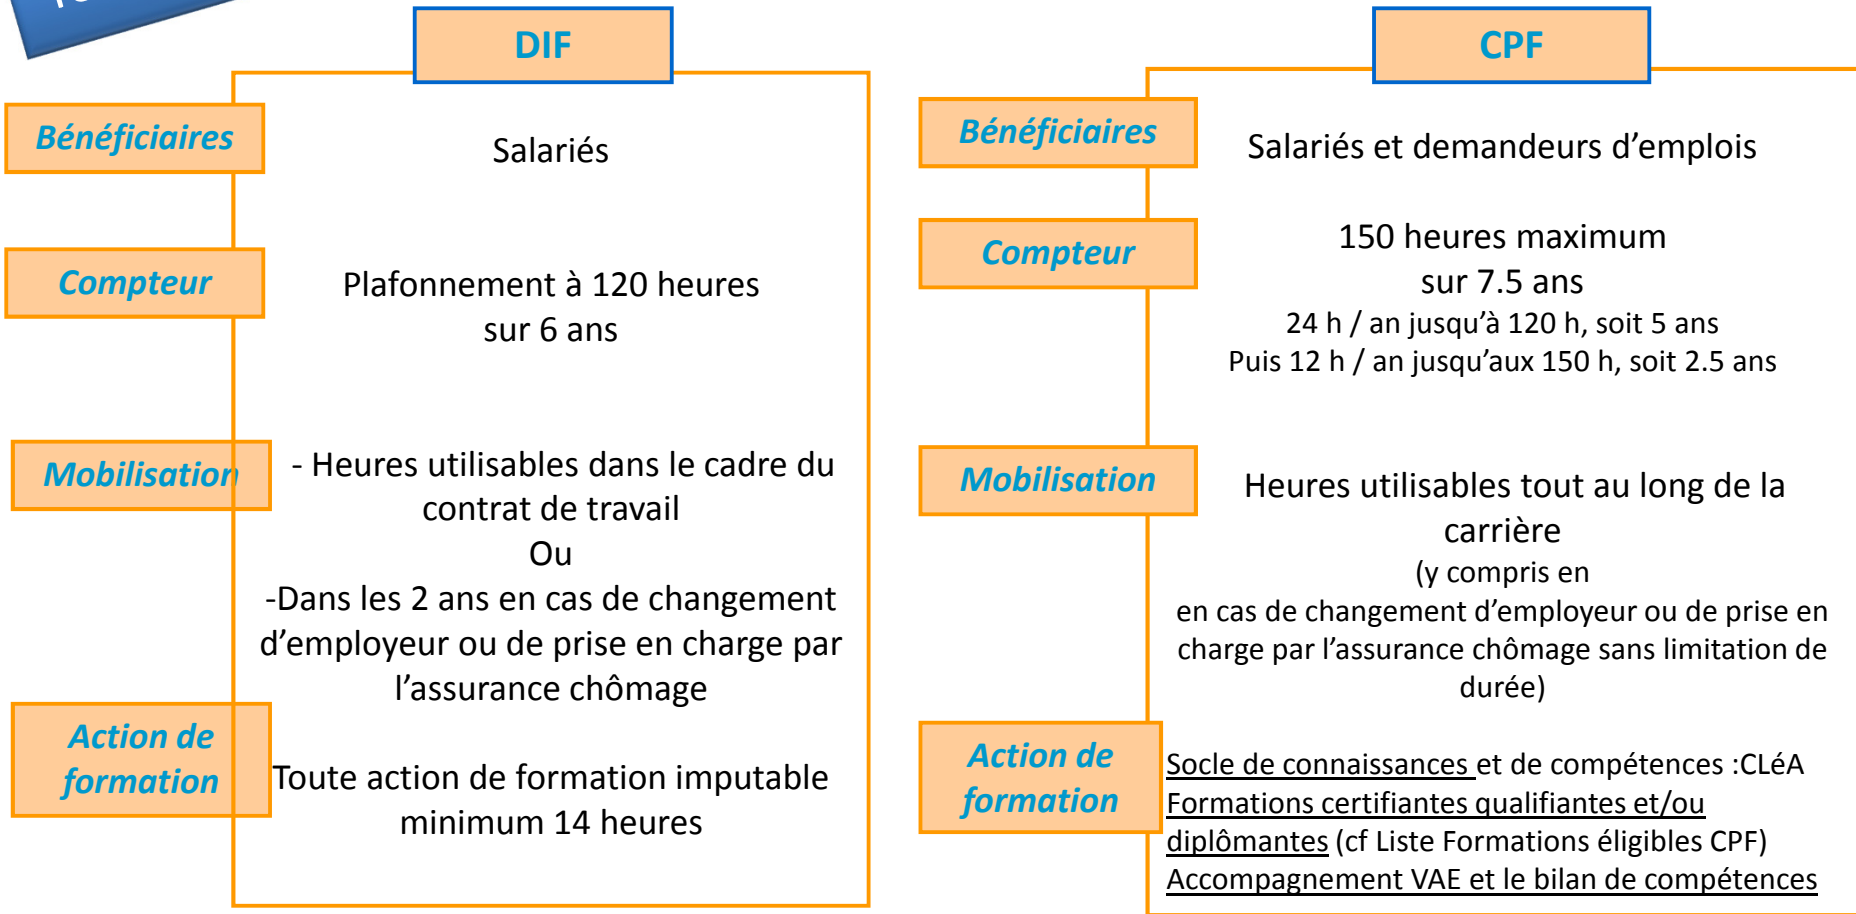 DIF
Bénéficiaires
Salariés
Compteur
Plafonnement à 120 heures
sur 6 ans
Mobilisation
- Heures utilisables dans le cadre du
contrat de travail
Ou
-Dans les 2 ans en cas de changement
d’employeur ou de prise en charge par
l’assurance chômage
Action de
formation
Toute action de formation imputable
minimum 14 heures
CPF
Bénéficiaires
Salariés et demandeurs d’emplois
Compteur
150 heures maximum
sur 7.5 ans
24 h / an jusqu’à 120 h, soit 5 ans
Puis 12 h / an jusqu’aux 150 h, soit 2.5 ans
Mobilisation
Heures utilisables tout au long de la
carrière
(y compris en
en cas de changement d’employeur ou de prise en
charge par l’assurance chômage sans limitation de
durée)
Action de
formation
Socle de connaissances et de compétences :CLéA
Formations certifiantes qualifiantes et/ou
diplômantes (cf Liste Formations éligibles CPF)
Accompagnement VAE et le bilan de compétences